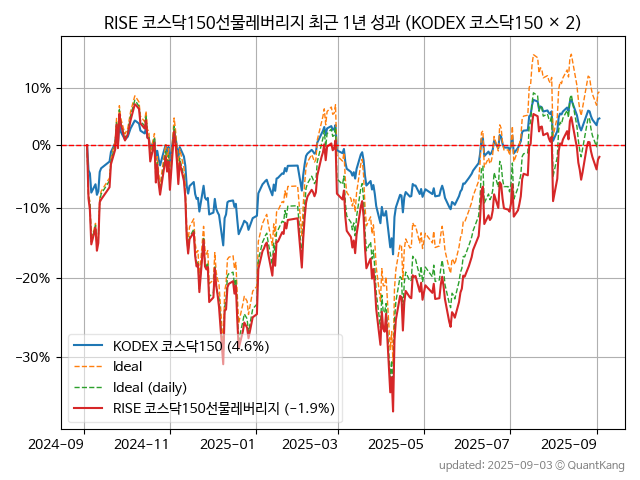 RISE 코스닥150선물레버리지 최근 1년 성과 (KODEX 코스닥150 × 2)
10%
0%
−10%
−20%
−30%
KODEX 코스닥150 (4.6%)
Ideal
Ideal (daily)
RISE 코스닥150선물레버리지 (−1.9%)
2024-09 2024-11 2025-01 2025-03 2025-05 2025-07 2025-09
updated: 2025-09-03 © QuantKang